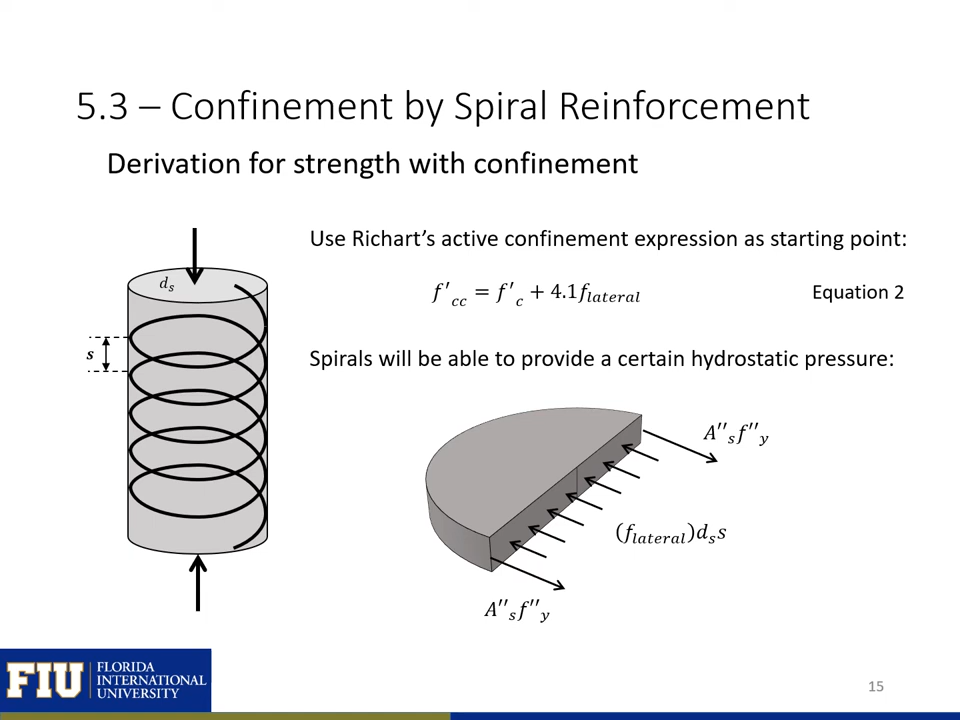 5.3 – Confinement by Spiral Reinforcement
Derivation for strength with confinement
Use Richart’s active confinement expression as starting point:
f′cc = f′c + 4.1flateral
Equation 2
Spirals will be able to provide a certain hydrostatic pressure:
ds
s
A′′sf′′y
(flateral)dss
A′′sf′′y
FIU
FLORIDA
INTERNATIONAL
UNIVERSITY
15